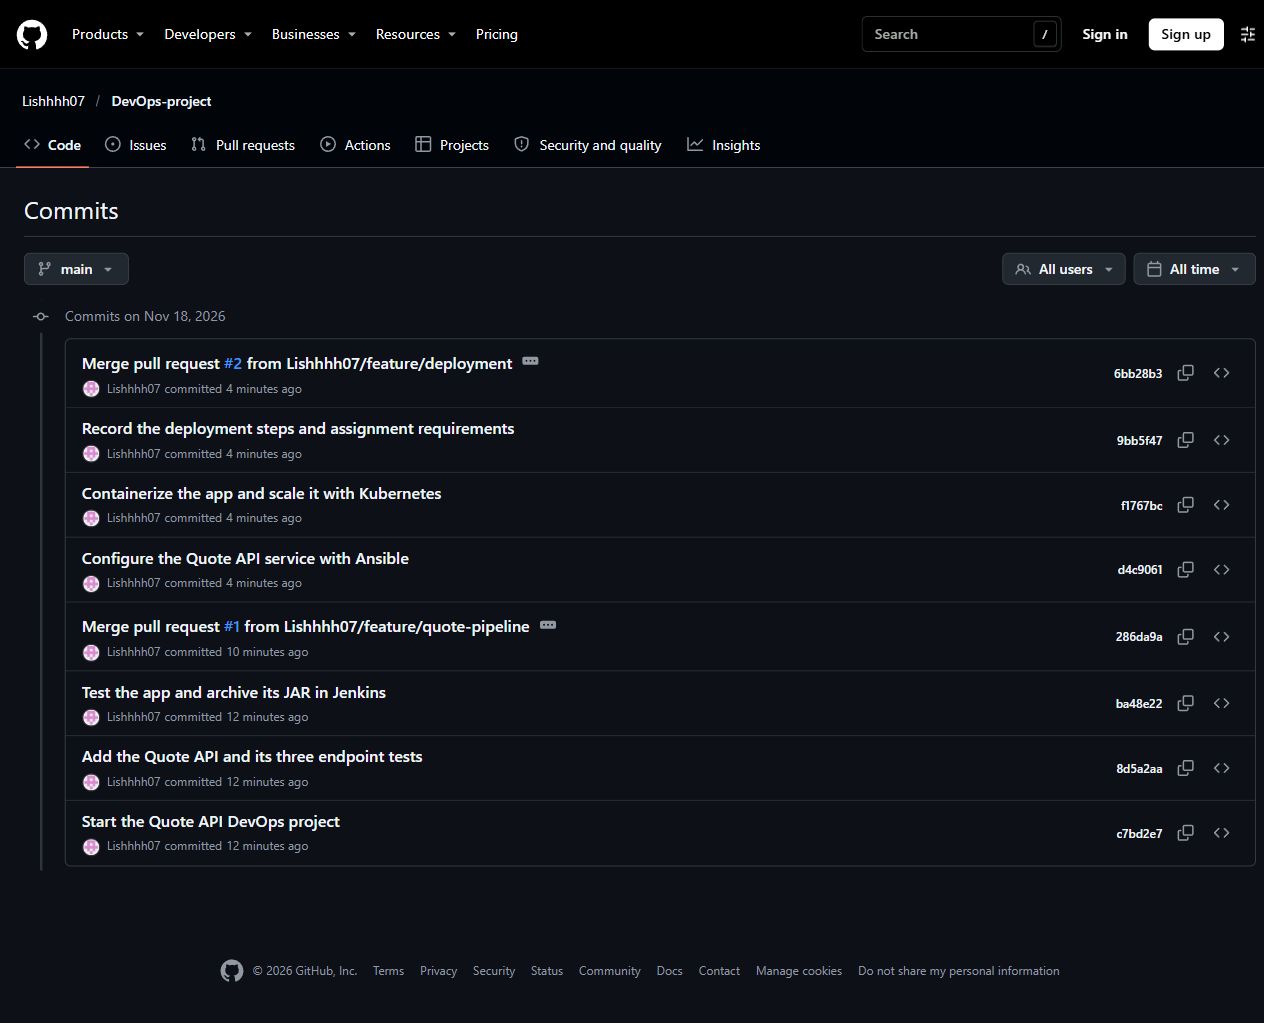 Products Developers Businesses Resources Pricing Search / Sign in Sign up
Lishhhh07 / DevOps-project
Code Issues Pull requests Actions Projects Security and quality Insights
Commits
main All users All time
Commits on Nov 18, 2026
Merge pull request #2 from Lishhhh07/feature/deployment
6bb28b3
Lishhhh07 committed 4 minutes ago
Record the deployment steps and assignment requirements
9bb5f47
Lishhhh07 committed 4 minutes ago
Containerize the app and scale it with Kubernetes
f1767bc
Lishhhh07 committed 4 minutes ago
Configure the Quote API service with Ansible
d4c9061
Lishhhh07 committed 4 minutes ago
Merge pull request #1 from Lishhhh07/feature/quote-pipeline
286da9a
Lishhhh07 committed 10 minutes ago
Test the app and archive its JAR in Jenkins
ba48e22
Lishhhh07 committed 12 minutes ago
Add the Quote API and its three endpoint tests
8d5a2aa
Lishhhh07 committed 12 minutes ago
Start the Quote API DevOps project
c7bd2e7
Lishhhh07 committed 12 minutes ago
© 2026 GitHub, Inc. Terms Privacy Security Status Community Docs Contact Manage cookies Do not share my personal information